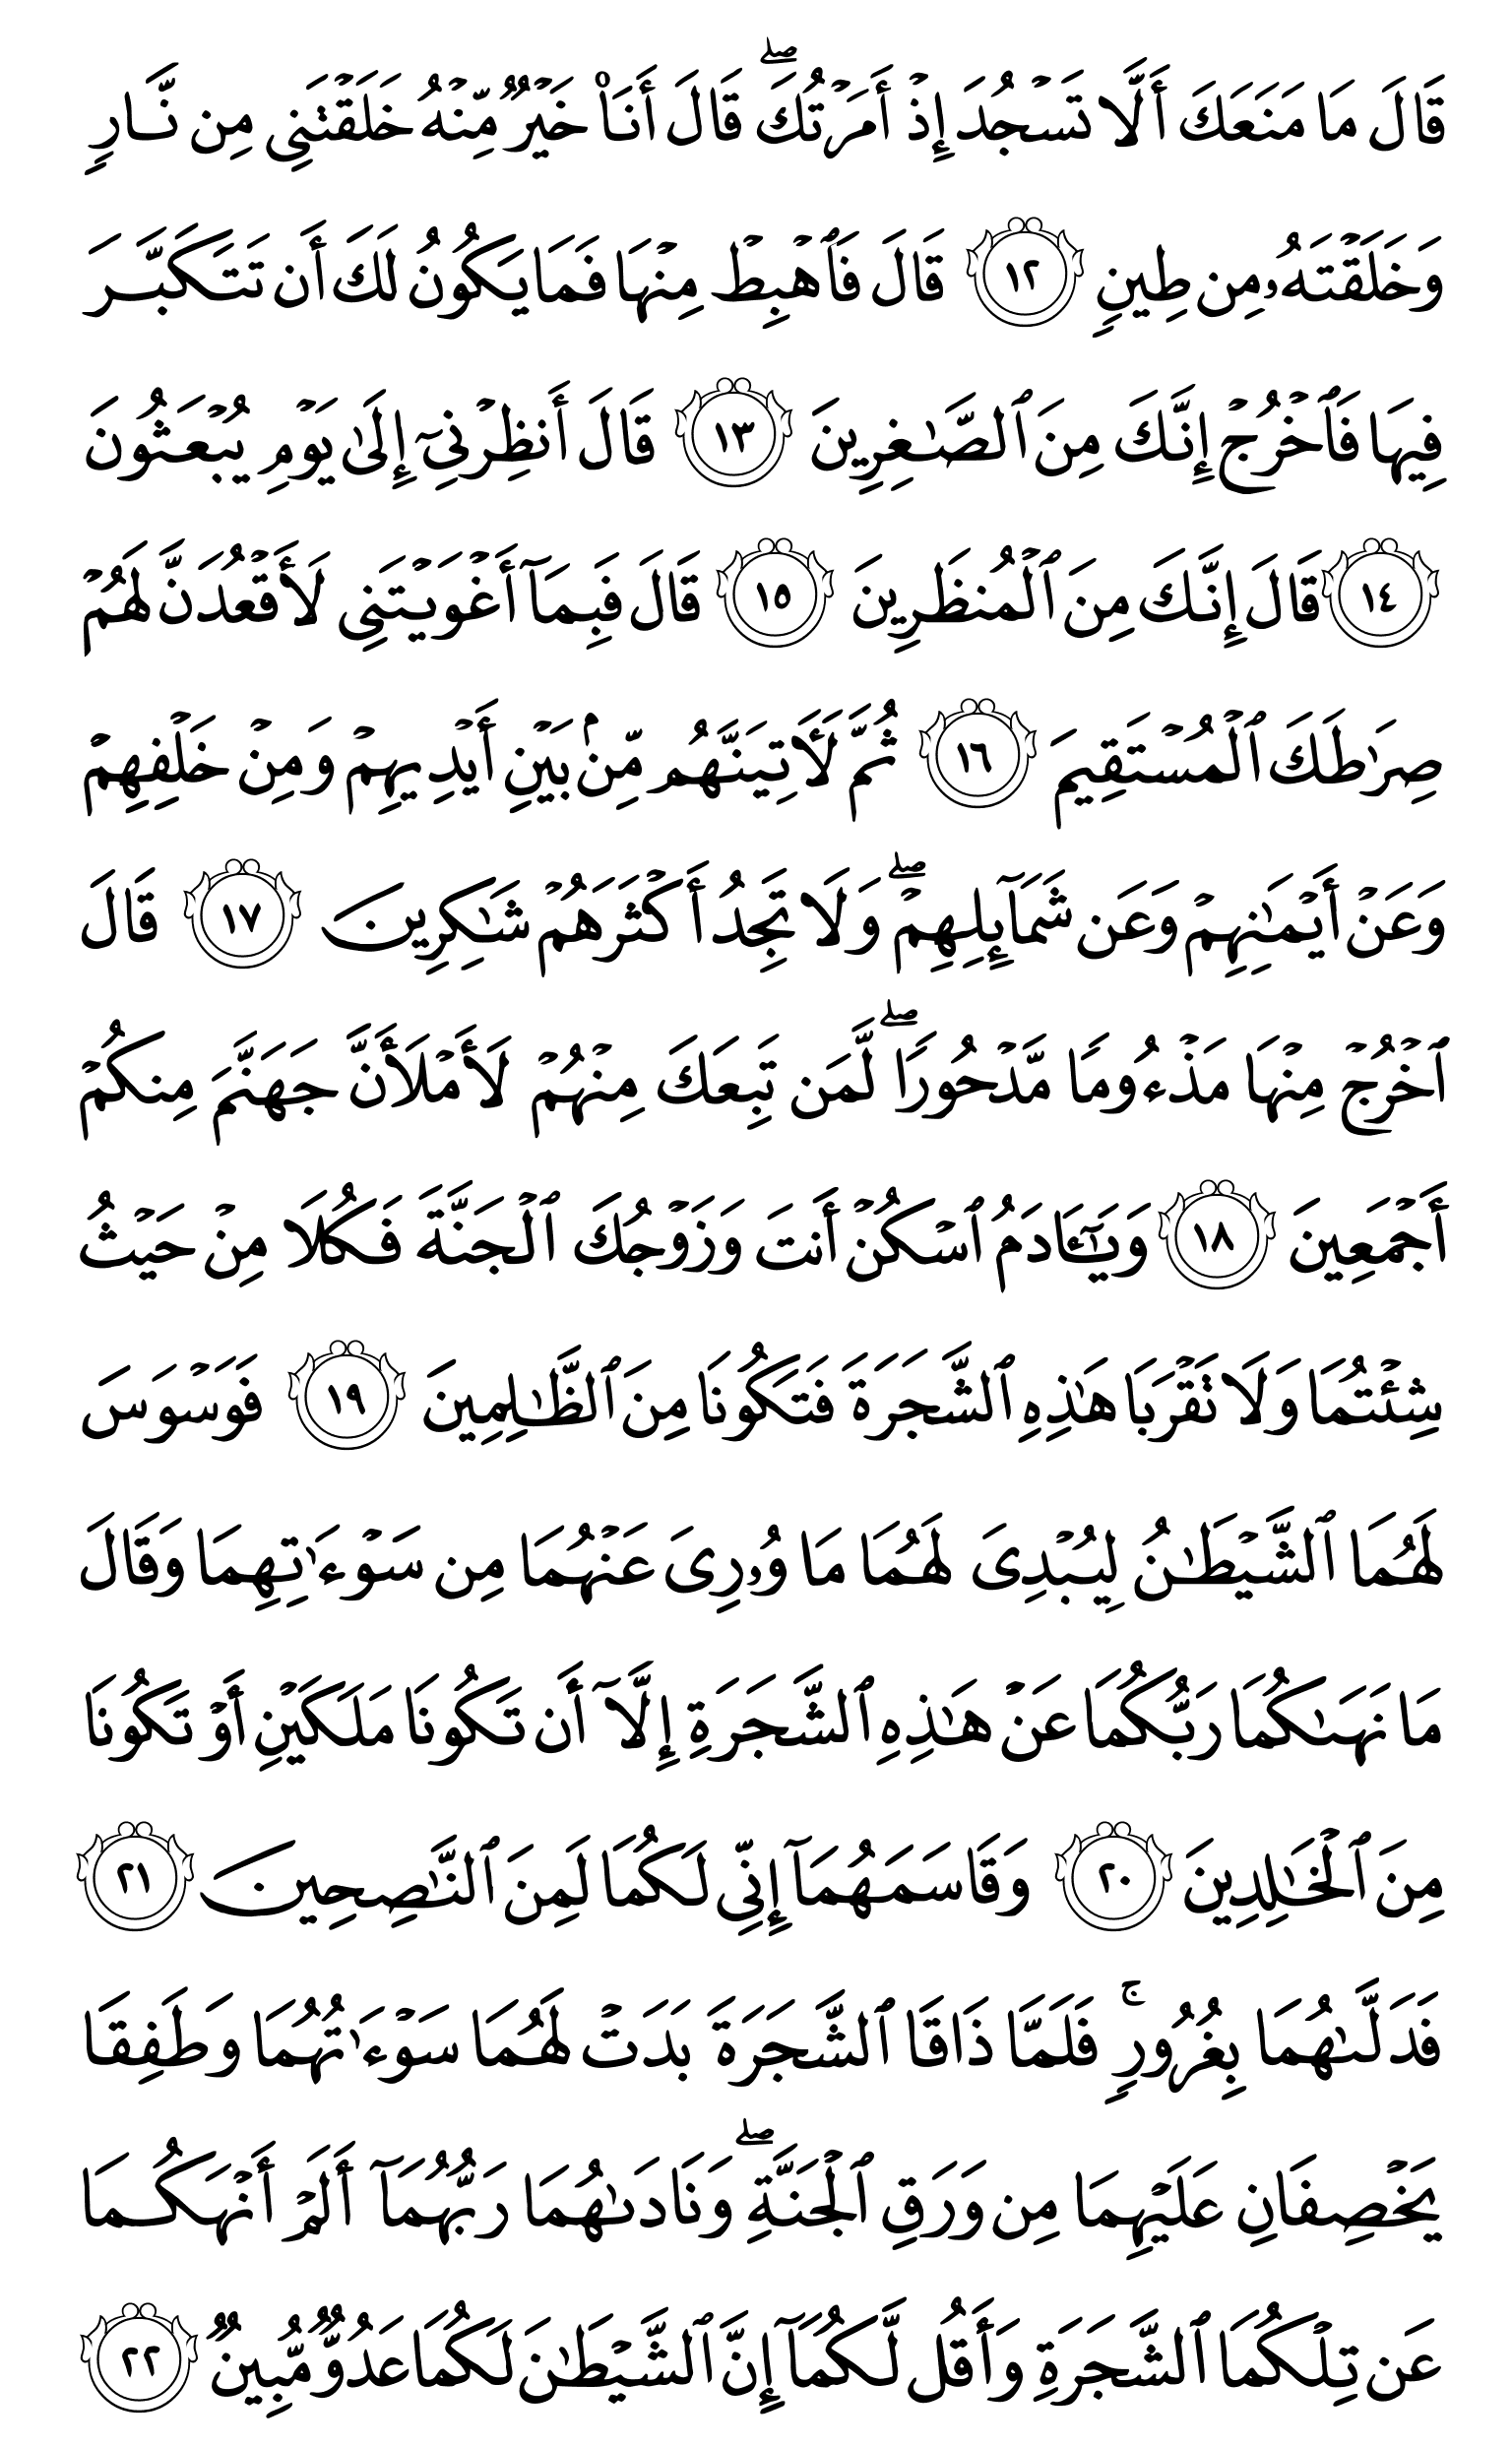 قَالَ مَا مَنَعَكَ أَلَّا تَسۡجُدَ إِذۡ أَمَرۡتُكَۖ قَالَ أَنَا۠ خَيۡرٞ مِّنۡهُ خَلَقۡتَنِي مِن نَّارٖ
وَخَلَقۡتَهُۥ مِن طِينٖ ١٢ قَالَ فَٱهۡبِطۡ مِنۡهَا فَمَا يَكُونُ لَكَ أَن تَتَكَبَّرَ
فِيهَا فَٱخۡرُجۡ إِنَّكَ مِنَ ٱلصَّٰغِرِينَ ١٣ قَالَ أَنظِرۡنِيٓ إِلَىٰ يَوۡمِ يُبۡعَثُونَ
١٤ قَالَ إِنَّكَ مِنَ ٱلۡمُنظَرِينَ ١٥ قَالَ فَبِمَآ أَغۡوَيۡتَنِي لَأَقۡعُدَنَّ لَهُمۡ
صِرَٰطَكَ ٱلۡمُسۡتَقِيمَ ١٦ ثُمَّ لَأٓتِيَنَّهُم مِّنۢ بَيۡنِ أَيۡدِيهِمۡ وَمِنۡ خَلۡفِهِمۡ
وَعَنۡ أَيۡمَٰنِهِمۡ وَعَن شَمَآئِلِهِمۡۖ وَلَا تَجِدُ أَكۡثَرَهُمۡ شَٰكِرِينَ ١٧ قَالَ
ٱخۡرُجۡ مِنۡهَا مَذۡءُومٗا مَّدۡحُورٗاۖ لَّمَن تَبِعَكَ مِنۡهُمۡ لَأَمۡلَأَنَّ جَهَنَّمَ مِنكُمۡ
أَجۡمَعِينَ ١٨ وَيَٰٓـَٔادَمُ ٱسۡكُنۡ أَنتَ وَزَوۡجُكَ ٱلۡجَنَّةَ فَكُلَا مِنۡ حَيۡثُ
شِئۡتُمَا وَلَا تَقۡرَبَا هَٰذِهِ ٱلشَّجَرَةَ فَتَكُونَا مِنَ ٱلظَّٰلِمِينَ ١٩ فَوَسۡوَسَ
لَهُمَا ٱلشَّيۡطَٰنُ لِيُبۡدِيَ لَهُمَا مَا وُۥرِيَ عَنۡهُمَا مِن سَوۡءَٰتِهِمَا وَقَالَ
مَا نَهَىٰكُمَا رَبُّكُمَا عَنۡ هَٰذِهِ ٱلشَّجَرَةِ إِلَّآ أَن تَكُونَا مَلَكَيۡنِ أَوۡ تَكُونَا
مِنَ ٱلۡخَٰلِدِينَ ٢٠ وَقَاسَمَهُمَآ إِنِّي لَكُمَا لَمِنَ ٱلنَّٰصِحِينَ ٢١
فَدَلَّىٰهُمَا بِغُرُورٖۚ فَلَمَّا ذَاقَا ٱلشَّجَرَةَ بَدَتۡ لَهُمَا سَوۡءَٰتُهُمَا وَطَفِقَا
يَخۡصِفَانِ عَلَيۡهِمَا مِن وَرَقِ ٱلۡجَنَّةِۖ وَنَادَىٰهُمَا رَبُّهُمَآ أَلَمۡ أَنۡهَكُمَا
عَن تِلۡكُمَا ٱلشَّجَرَةِ وَأَقُل لَّكُمَآ إِنَّ ٱلشَّيۡطَٰنَ لَكُمَا عَدُوّٞ مُّبِينٞ ٢٢